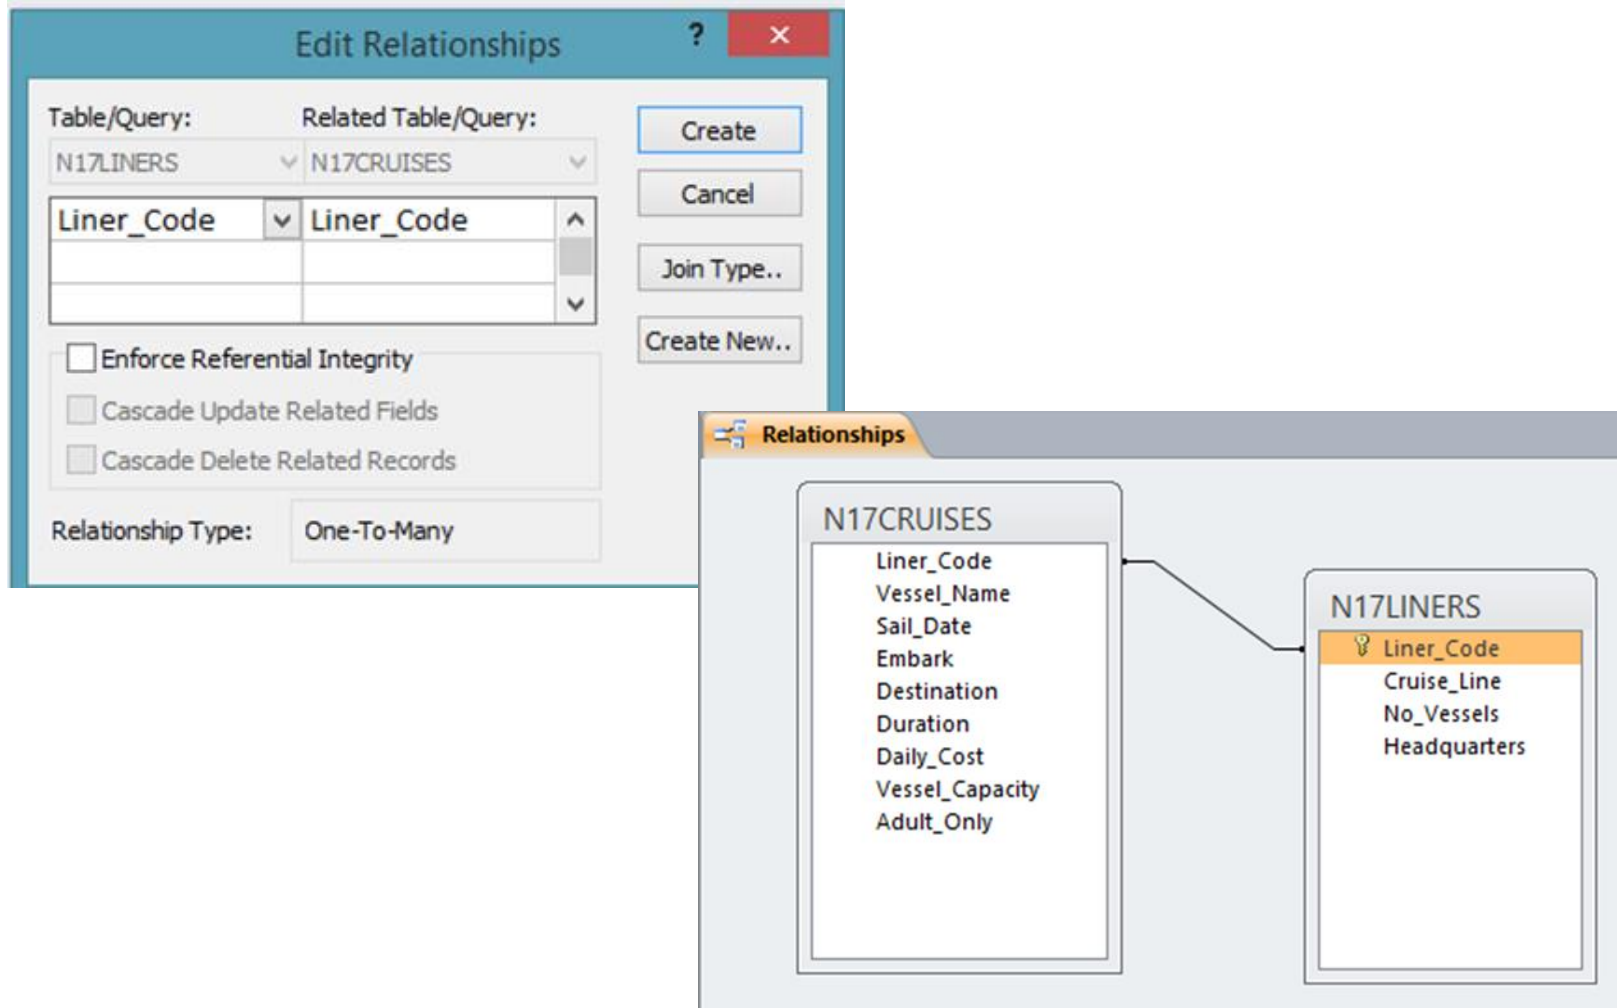 Edit Relationships ?
Table/Query: Related Table/Query:
N17LINERS N17CRUISES
Liner_Code Liner_Code
Enforce Referential Integrity
Cascade Update Related Fields
Cascade Delete Related Records
Relationship Type: One-To-Many
Create
Cancel
Join Type..
Create New..
Relationships
N17CRUISES
Liner_Code
Vessel_Name
Sail_Date
Embark
Destination
Duration
Daily_Cost
Vessel_Capacity
Adult_Only
N17LINERS
Liner_Code
Cruise_Line
No_Vessels
Headquarters